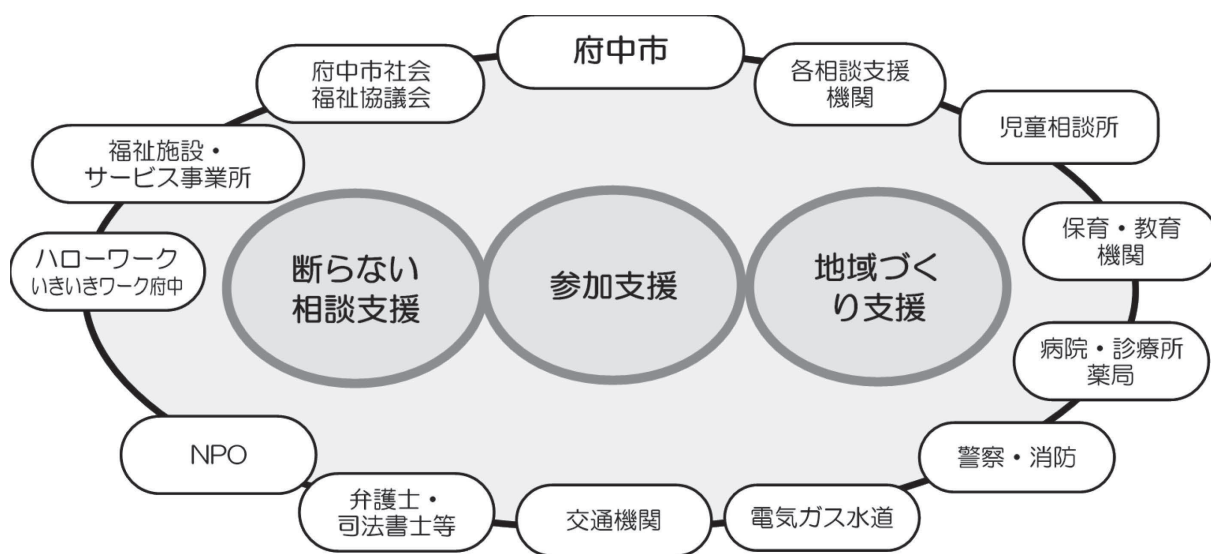 府中市
府中市社会
福祉協議会
各相談支援
機関
児童相談所
福祉施設・
サービス事業所
保育・教育
機関
ハローワーク
いきいきワーク府中
断らない
相談支援
参加支援
地域づく
り支援
病院・診療所
薬局
NPO
警察・消防
弁護士・
司法書士等
交通機関
電気ガス水道